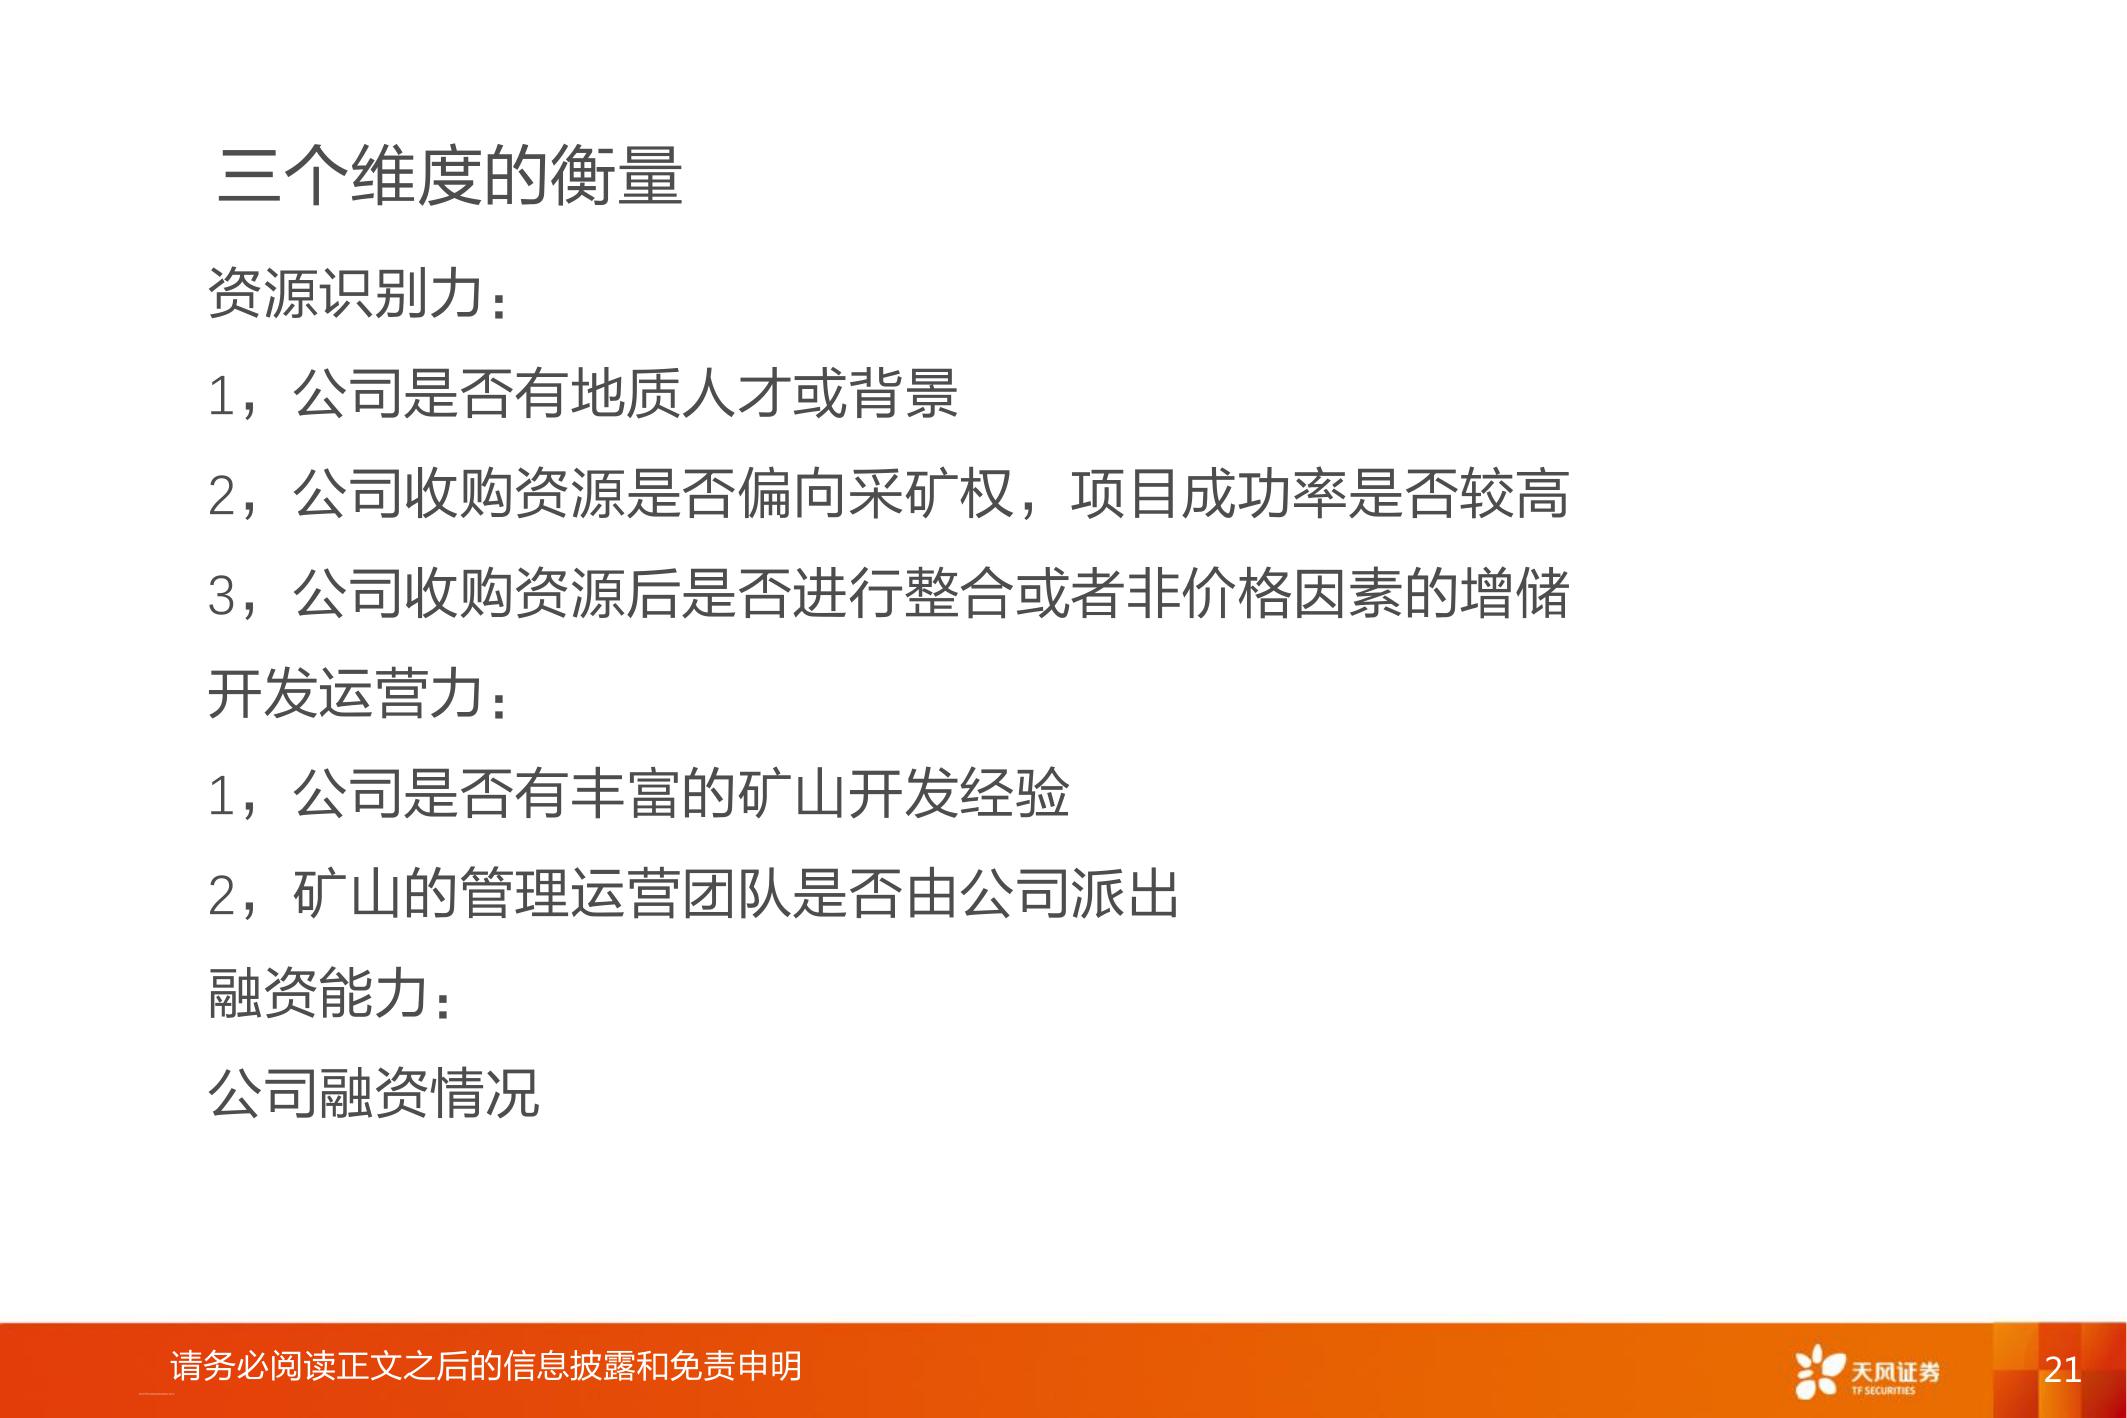 三个维度的衡量
资源识别力：
1，公司是否有地质人才或背景
2，公司收购资源是否偏向采矿权，项目成功率是否较高
3，公司收购资源后是否进行整合或者非价格因素的增储
开发运营力：
1，公司是否有丰富的矿山开发经验
2，矿山的管理运营团队是否由公司派出
融资能力：
公司融资情况
请务必阅读正文之后的信息披露和免责申明
天风证券
TF SECURITIES
21